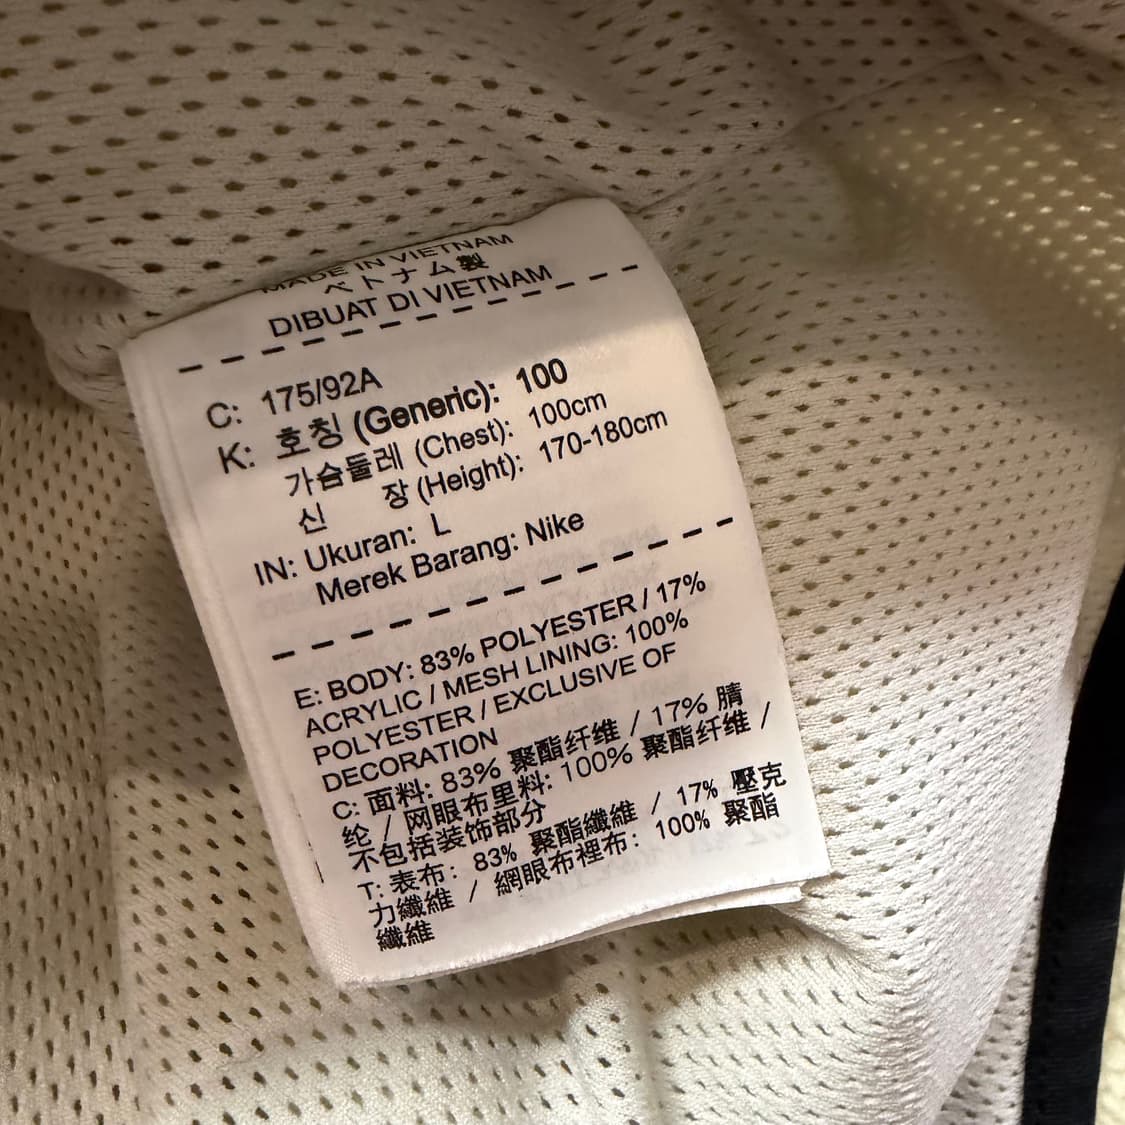 MADE IN VIETNAM
ベトナム製
DIBUAT DI VIETNAM
C: 175/92A
K: 호칭 (Generic): 100
가슴둘레 (Chest): 100cm
신 장 (Height): 170-180cm
IN: Ukuran: L
Merek Barang: Nike
E: BODY: 83% POLYESTER / 17%
ACRYLIC / MESH LINING: 100%
POLYESTER / EXCLUSIVE OF
DECORATION
C: 面料: 83% 聚酯纤维 / 17% 腈
纶 / 网眼布里料: 100% 聚酯纤维 /
不包括装饰部分
T: 表布: 83% 聚酯纖維 / 17% 壓克
力纖維 / 網眼布裡布: 100% 聚酯
纖維